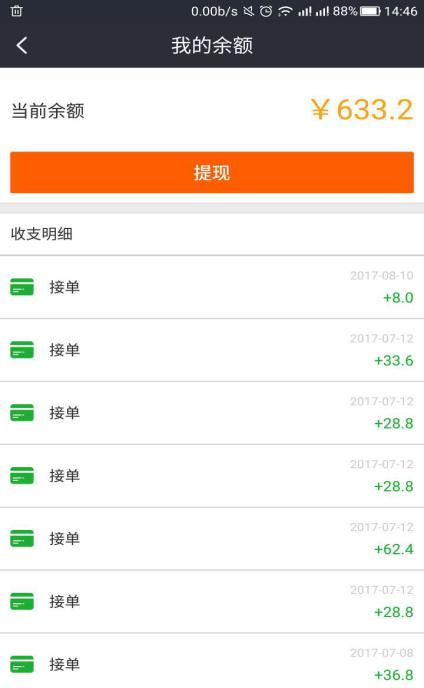 0.00b/s 88% 14:46
我的余额
当前余额 ￥633.2
提现
收支明细
2017-08-10
接单 +8.0
2017-07-12
接单 +33.6
2017-07-12
接单 +28.8
2017-07-12
接单 +28.8
2017-07-12
接单 +62.4
2017-07-12
接单 +28.8
2017-07-08
接单 +36.8